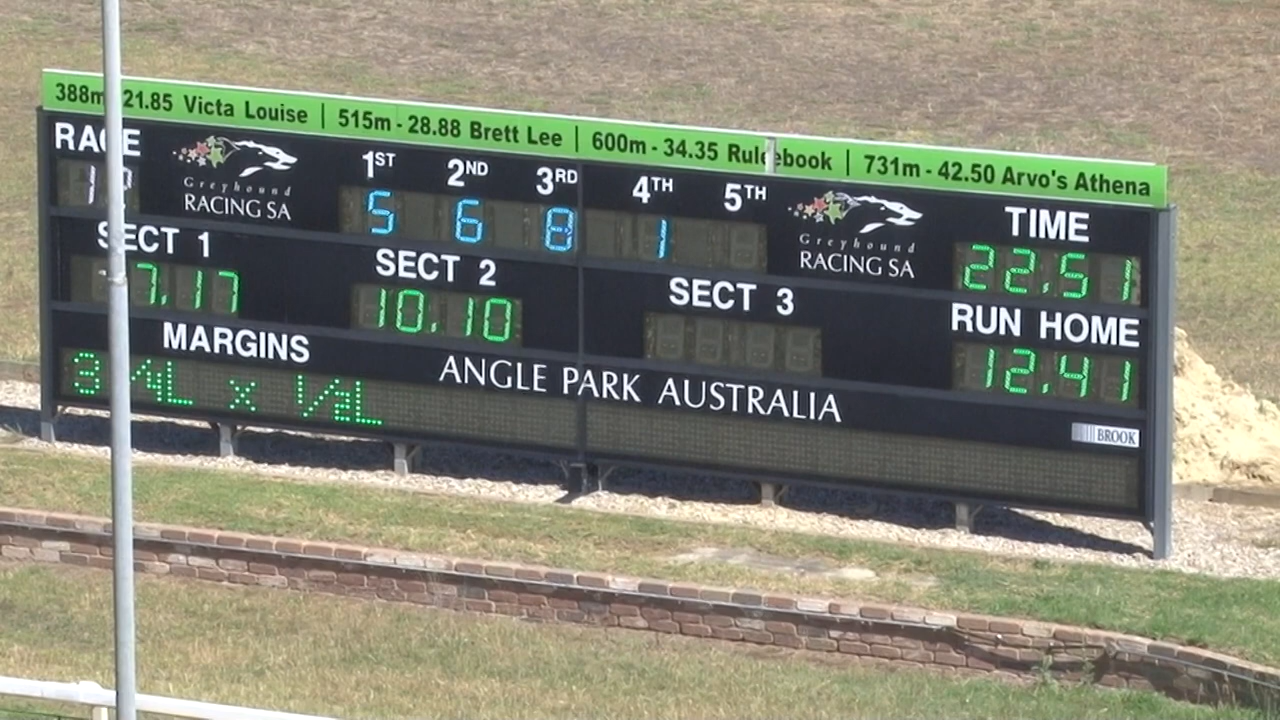 388m 21.85 Victa Louise | 515m - 28.88 Brett Lee | 600m - 34.35 Rulebook | 731m - 42.50 Arvo's Athena
RACE
Greyhound
RACING SA
1ST 2ND 3RD 4TH 5TH
5 6 8 1
Greyhound
RACING SA
TIME
22.51
SECT 1
7.17
SECT 2
10.10
SECT 3
RUN HOME
12.41
MARGINS
3 /4L x 1/2L
ANGLE PARK AUSTRALIA
BROOK